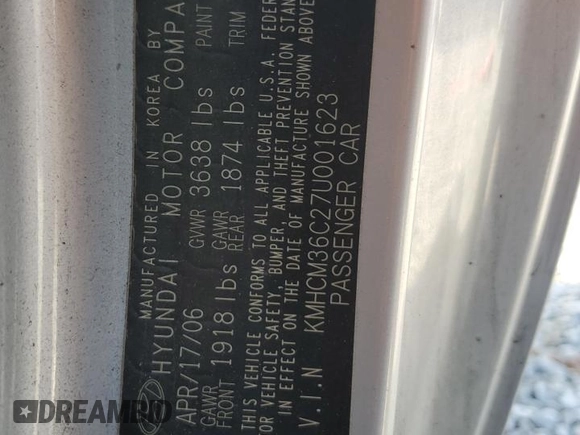 MANUFACTURED IN KOREA BY
HYUNDAI MOTOR COMPA
APR/17/06 GVWR 3638 lbs PAINT
GAWR FRONT 1918 lbs GAWR REAR 1874 lbs TRIM
THIS VEHICLE CONFORMS TO ALL APPLICABLE U.S.A. FEDER
FOR VEHICLE SAFETY, BUMPER, AND THEFT PREVENTION STAN
IN EFFECT ON THE DATE OF MANUFACTURE SHOWN ABOVE
V.I.N KMHCM36C27U001623
PASSENGER CAR
DREAMBID